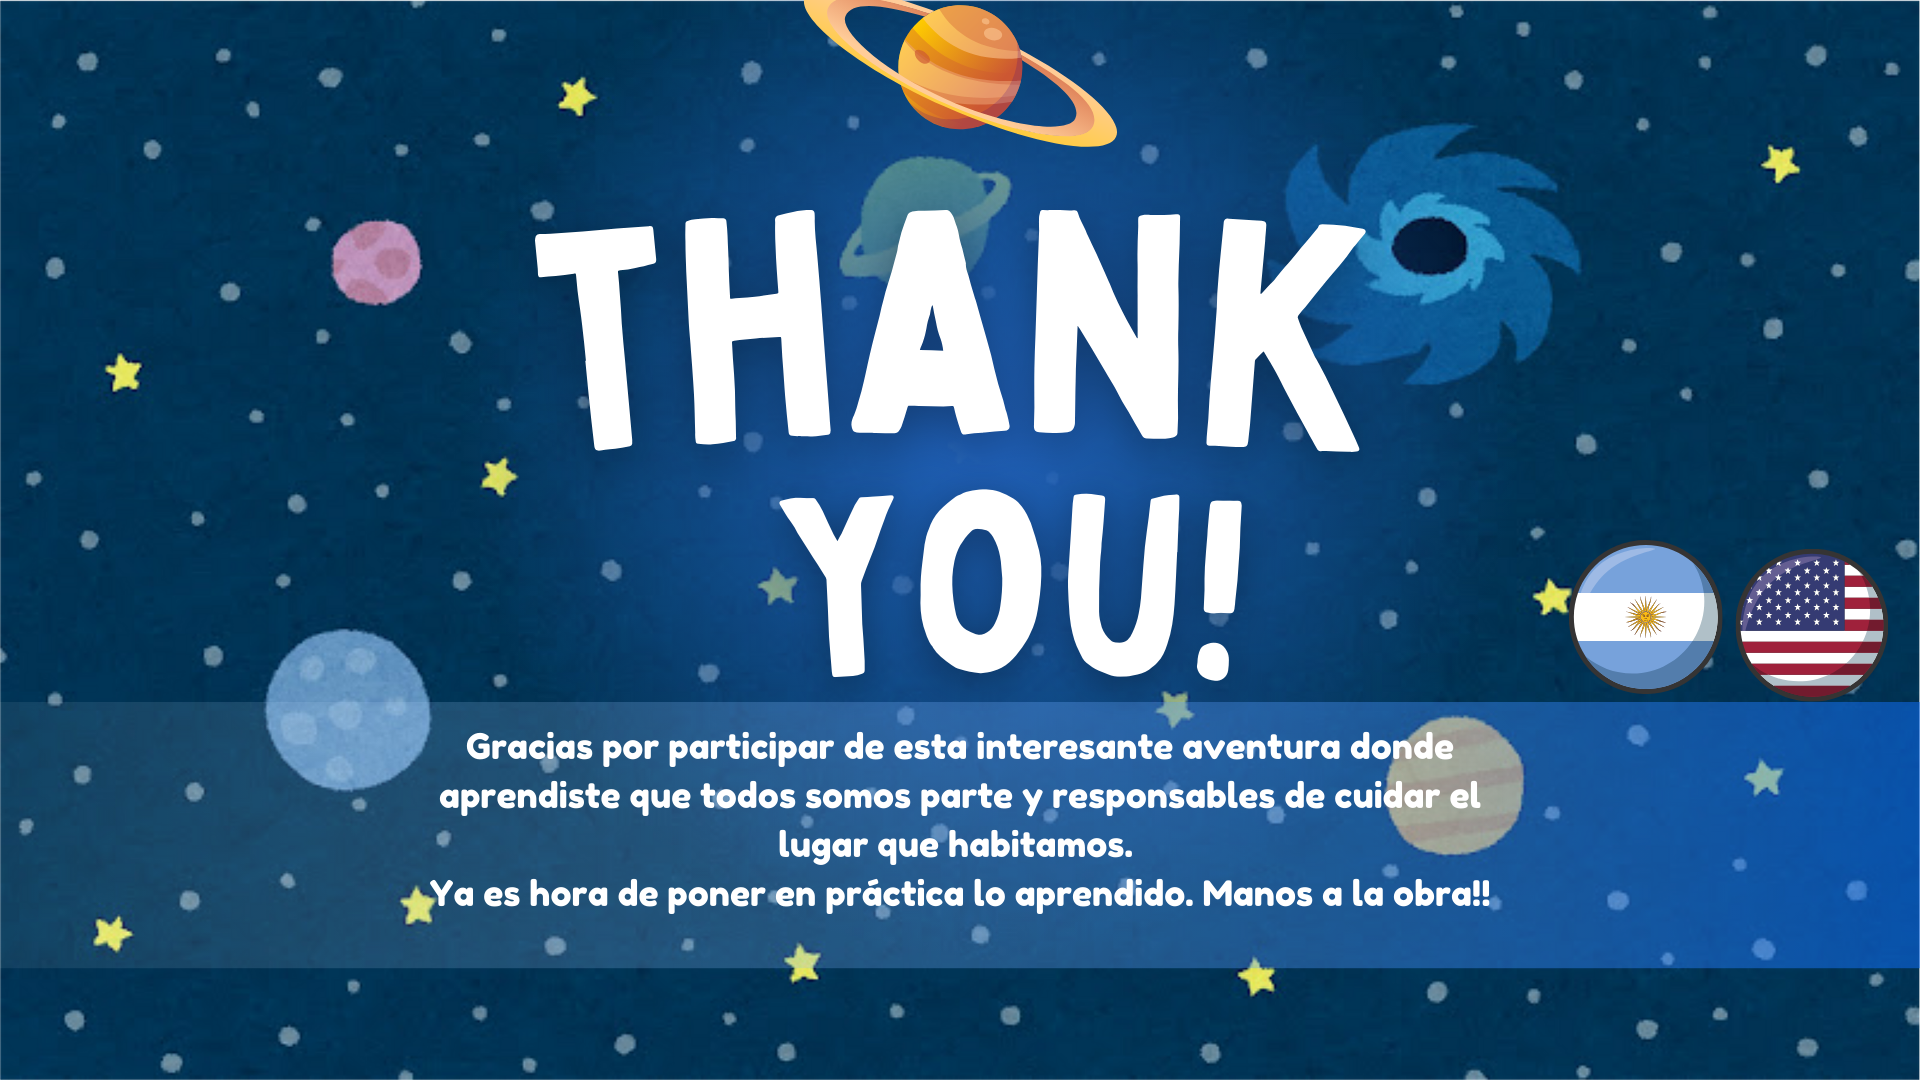 THANK
YOU!
Gracias por participar de esta interesante aventura donde
aprendiste que todos somos parte y responsables de cuidar el
lugar que habitamos.
Ya es hora de poner en práctica lo aprendido. Manos a la obra!!